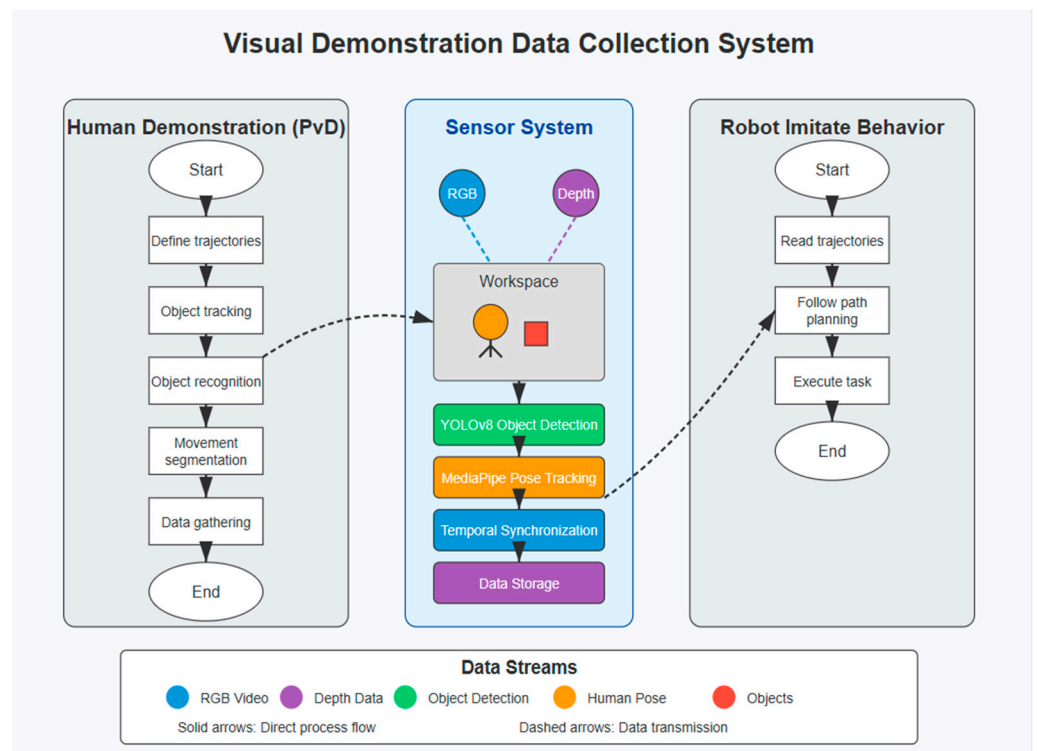 Visual Demonstration Data Collection System
Human Demonstration (PvD)
Start
Define trajectories
Object tracking
Object recognition
Movement
segmentation
Data gathering
End
Sensor System
RGB
Depth
Workspace
YOLOv8 Object Detection
MediaPipe Pose Tracking
Temporal Synchronization
Data Storage
Robot Imitate Behavior
Start
Read trajectories
Follow path
planning
Execute task
End
Data Streams
RGB Video
Depth Data
Object Detection
Human Pose
Objects
Solid arrows: Direct process flow
Dashed arrows: Data transmission